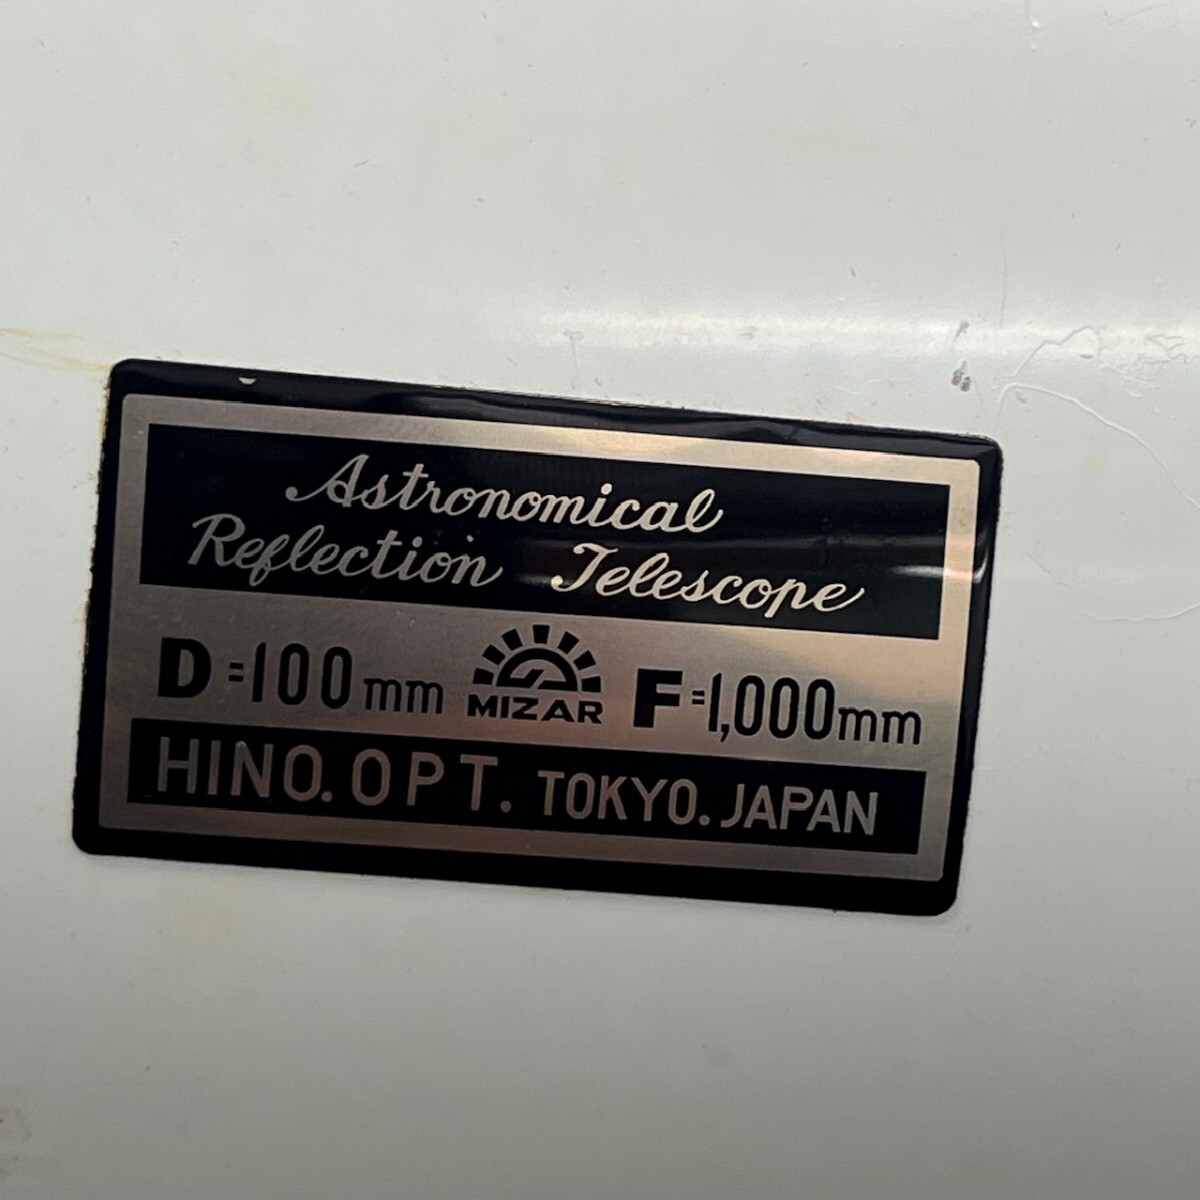 Astronomical
Reflection Telescope
D=100mm MIZAR F=1,000mm
HINO.OPT. TOKYO.JAPAN